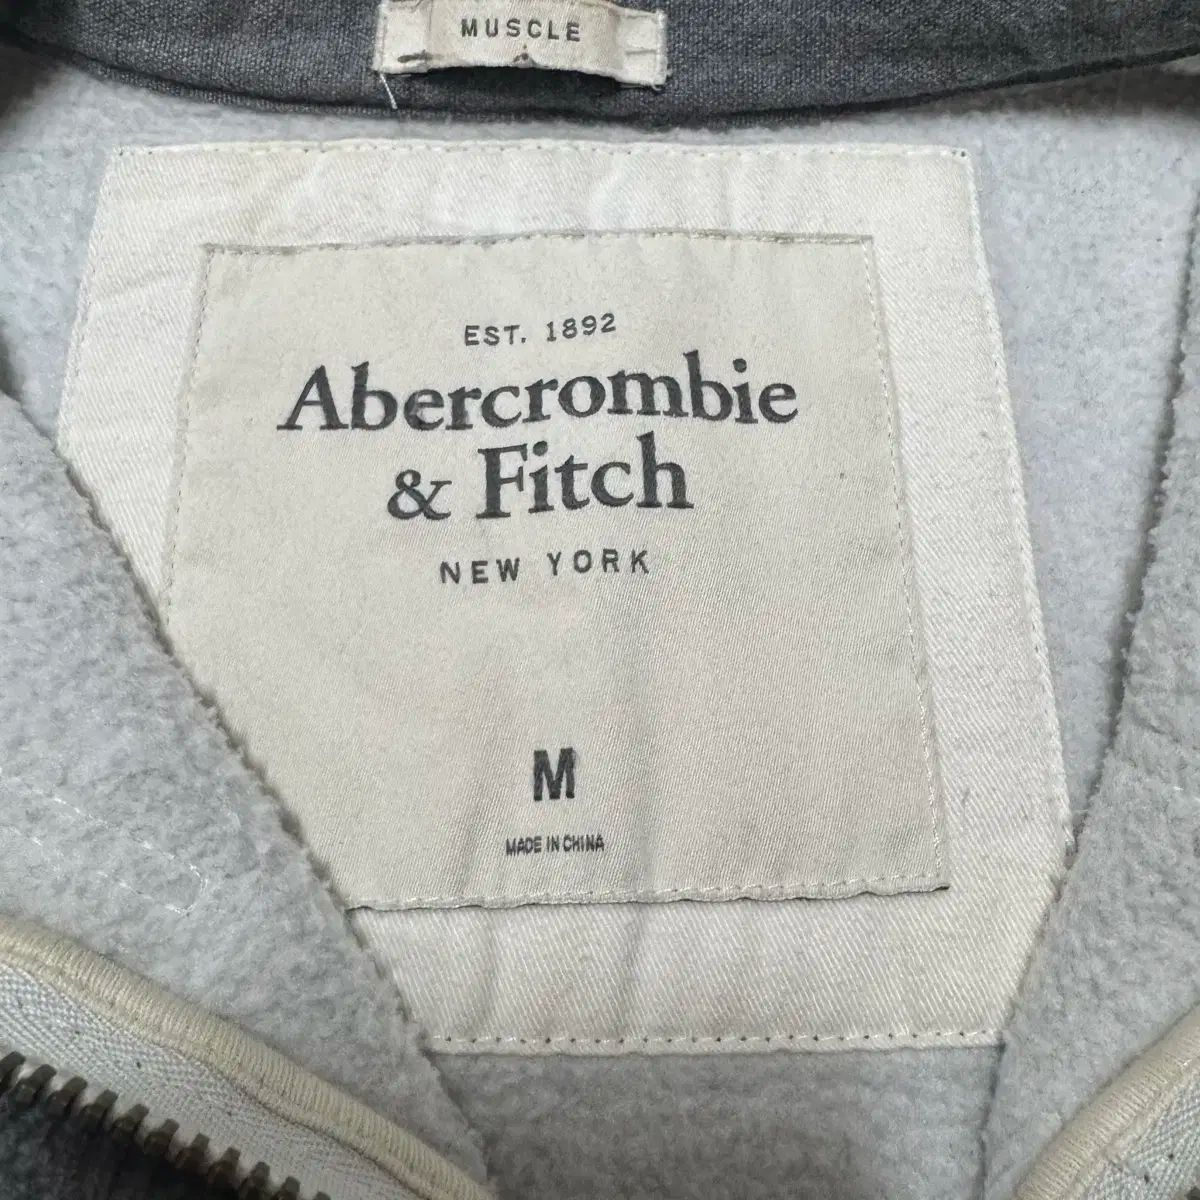 MUSCLE
EST. 1892
Abercrombie
& Fitch
NEW YORK
M
MADE IN CHINA